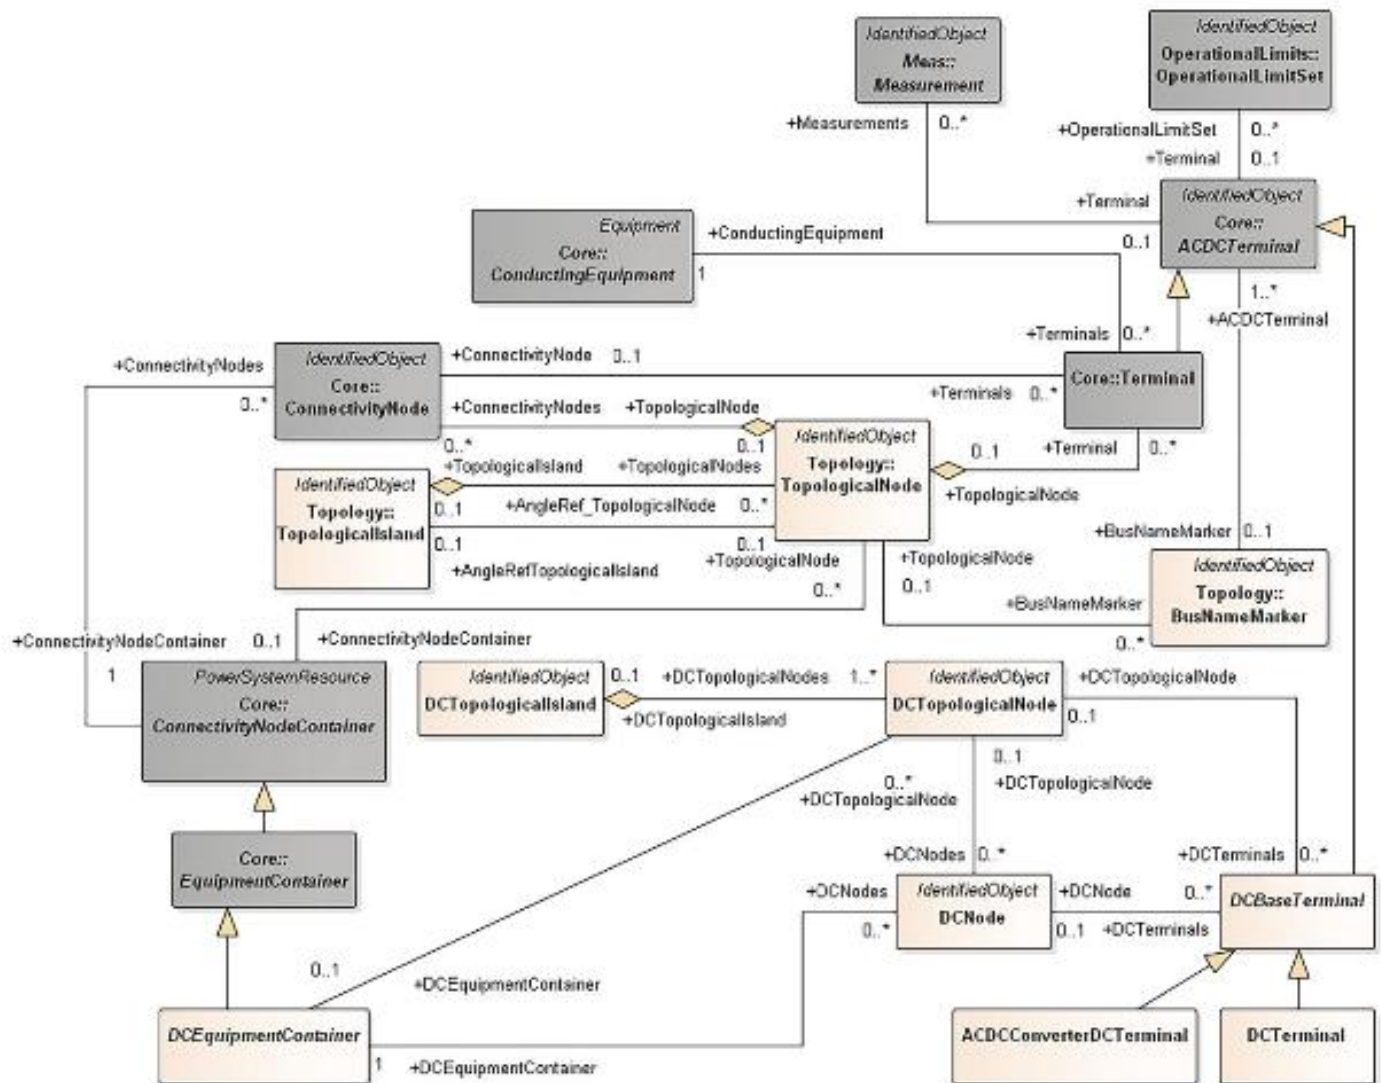 IdentifiedObject
Meas::
Measurement
IdentifiedObject
OperationalLimits::
OperationalLimitSet
+Measurements
0..*
+OperationalLimitSet
0..*
+Terminal
0..1
IdentifiedObject
Core::
ACDCTerminal
+Terminal
0..1
Equipment
Core::
ConductingEquipment
+ConductingEquipment
1
1..*
+ACDCTerminal
+Terminals
0..*
Core::Terminal
+ConnectivityNodes
0..*
IdentifiedObject
Core::
ConnectivityNode
+ConnectivityNode
0..1
+Terminals
0..*
+ConnectivityNodes
0..*
+TopologicalNode
0..1
IdentifiedObject
Topology::
TopologicalNode
0..1
+Terminal
0..*
+TopologicalNode
IdentifiedObject
Topology::
TopologicalIsland
+TopologicalIsland
0..1
+TopologicalNodes
0..*
+AngleRef_TopologicalNode
0..1
0..1
+AngleRefTopologicalIsland
+TopologicalNode
0..*
+TopologicalNode
0..1
+BusNameMarker
0..1
IdentifiedObject
Topology::
BusNameMarker
+BusNameMarker
0..*
+ConnectivityNodeContainer
1
0..1
+ConnectivityNodeContainer
PowerSystemResource
Core::
ConnectivityNodeContainer
IdentifiedObject
DCTopologicalIsland
0..1
+DCTopologicalNodes
1..*
+DCTopologicalIsland
IdentifiedObject
DCTopologicalNode
+DCTopologicalNode
0..1
0..*
+DCTopologicalNode
0..1
+DCTopologicalNode
Core::
EquipmentContainer
+DCNodes
0..*
+DCTerminals
0..*
+DCNodes
0..*
IdentifiedObject
DCNode
+DCNode
0..1
0..*
+DCTerminals
DCBaseTerminal
0..1
+DCEquipmentContainer
DCEquipmentContainer
1
+DCEquipmentContainer
ACDCConverterDCTerminal
DCTerminal